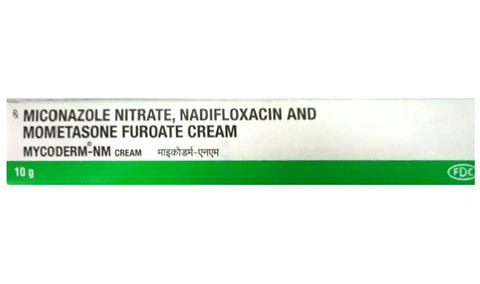 ℞ MICONAZOLE NITRATE, NADIFLOXACIN AND
MOMETASONE FUROATE CREAM
MYCODERM®-NM CREAM माइकोडर्म-एनएम
10 g
FDC